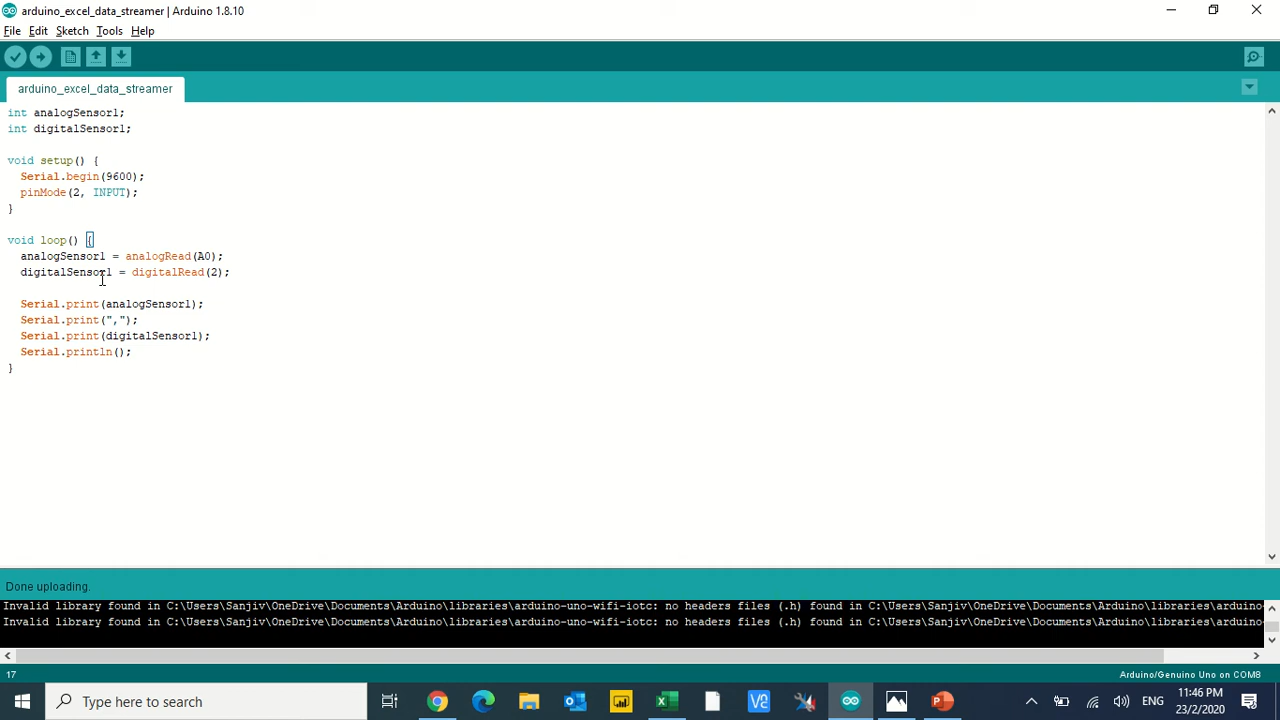 arduino_excel_data_streamer | Arduino 1.8.10
File Edit Sketch Tools Help
arduino_excel_data_streamer
int analogSensor1;
int digitalSensor1;
void setup() {
  Serial.begin(9600);
  pinMode(2, INPUT);
}
void loop() {
  analogSensor1 = analogRead(A0);
  digitalSensor1 = digitalRead(2);
  Serial.print(analogSensor1);
  Serial.print(",");
  Serial.print(digitalSensor1);
  Serial.println();
}
Done uploading.
Invalid library found in C:\Users\Sanjiv\OneDrive\Documents\Arduino\libraries\arduino-uno-wifi-iotc: no headers files (.h) found in C:\Users\Sanjiv\OneDrive\Documents\Arduino\libraries\arduino-
Invalid library found in C:\Users\Sanjiv\OneDrive\Documents\Arduino\libraries\arduino-uno-wifi-iotc: no headers files (.h) found in C:\Users\Sanjiv\OneDrive\Documents\Arduino\libraries\arduino-
17 Arduino/Genuino Uno on COM8
Type here to search ENG 11:46 PM
23/2/2020